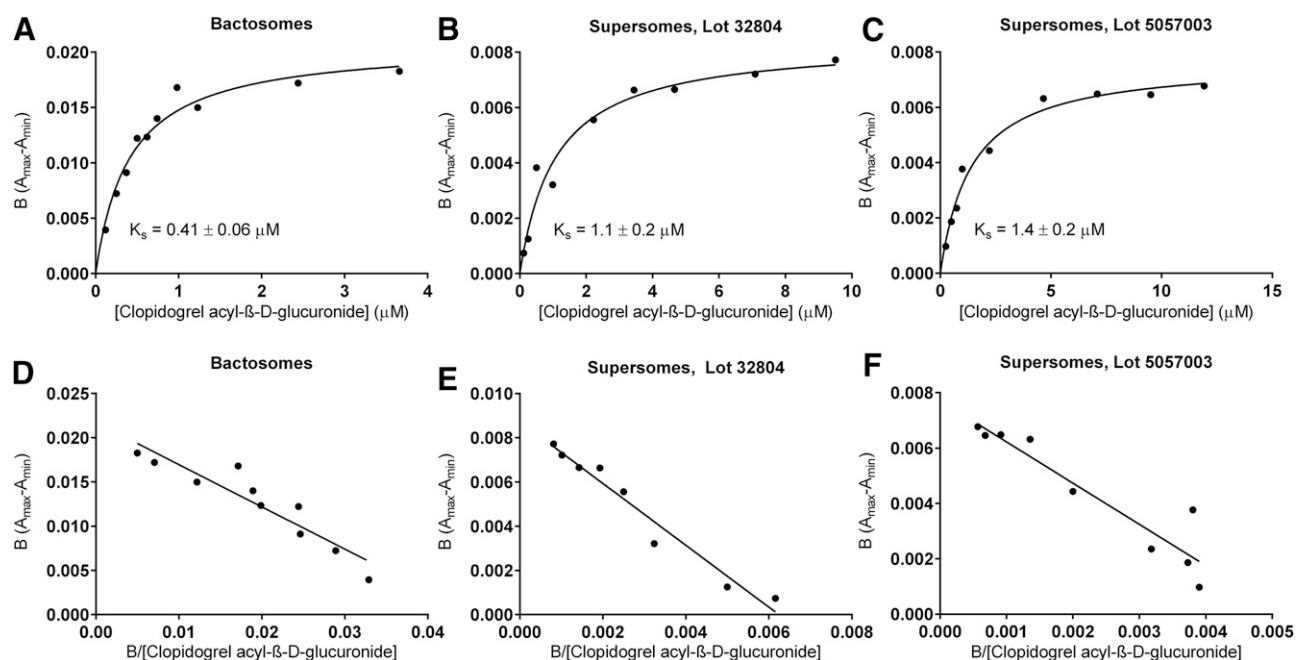 A
Bactosomes
B (Amax-Amin)
0.020
0.015
0.010
0.005
0.000
Ks = 0.41 ± 0.06 μM
0 1 2 3 4
[Clopidogrel acyl-ß-D-glucuronide] (μM)
B
Supersomes, Lot 32804
B (Amax-Amin)
0.008
0.006
0.004
0.002
0.000
Ks = 1.1 ± 0.2 μM
0 2 4 6 8 10
[Clopidogrel acyl-ß-D-glucuronide] (μM)
C
Supersomes, Lot 5057003
B (Amax-Amin)
0.008
0.006
0.004
0.002
0.000
Ks = 1.4 ± 0.2 μM
0 5 10 15
[Clopidogrel acyl-ß-D-glucuronide] (μM)
D
Bactosomes
B (Amax-Amin)
0.025
0.020
0.015
0.010
0.005
0.000
0.00 0.01 0.02 0.03 0.04
B/[Clopidogrel acyl-ß-D-glucuronide]
E
Supersomes, Lot 32804
B (Amax-Amin)
0.010
0.008
0.006
0.004
0.002
0.000
0.000 0.002 0.004 0.006 0.008
B/[Clopidogrel acyl-ß-D-glucuronide]
F
Supersomes, Lot 5057003
B (Amax-Amin)
0.008
0.006
0.004
0.002
0.000
0.000 0.001 0.002 0.003 0.004 0.005
B/[Clopidogrel acyl-ß-D-glucuronide]